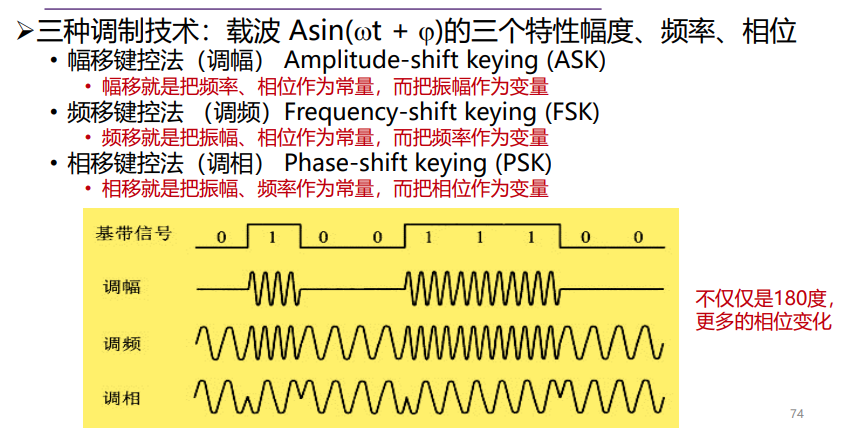 ➢三种调制技术：载波 Asin(ωt + φ)的三个特性幅度、频率、相位
• 幅移键控法（调幅） Amplitude-shift keying (ASK)
• 幅移就是把频率、相位作为常量，而把振幅作为变量
• 频移键控法 （调频）Frequency-shift keying (FSK)
• 频移就是把振幅、相位作为常量，而把频率作为变量
• 相移键控法（调相） Phase-shift keying (PSK)
• 相移就是把振幅、频率作为常量，而把相位作为变量
基带信号 0 1 0 0 1 1 1 0 0
调幅
调频
调相
不仅仅是180度，
更多的相位变化
74